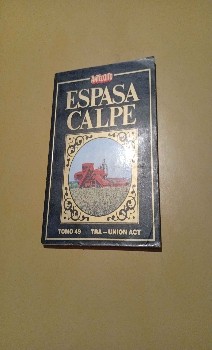 ESPASA
CALPE
TOMO 49 TRA - UNION ACT